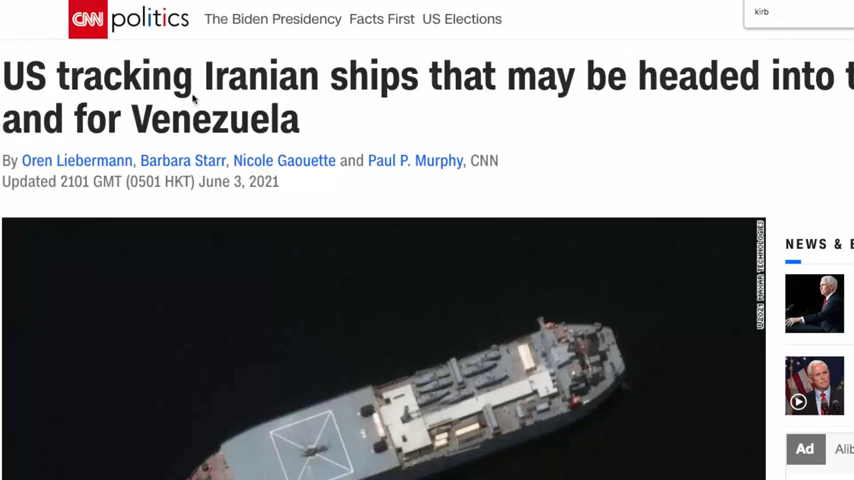 CNN politics The Biden Presidency Facts First US Elections
kirb
US tracking Iranian ships that may be headed into t
and for Venezuela
By Oren Liebermann, Barbara Starr, Nicole Gaouette and Paul P. Murphy, CNN
Updated 2101 GMT (0501 HKT) June 3, 2021
©2021 MAXAR TECHNOLOGIES
NEWS & B
Ad Alib